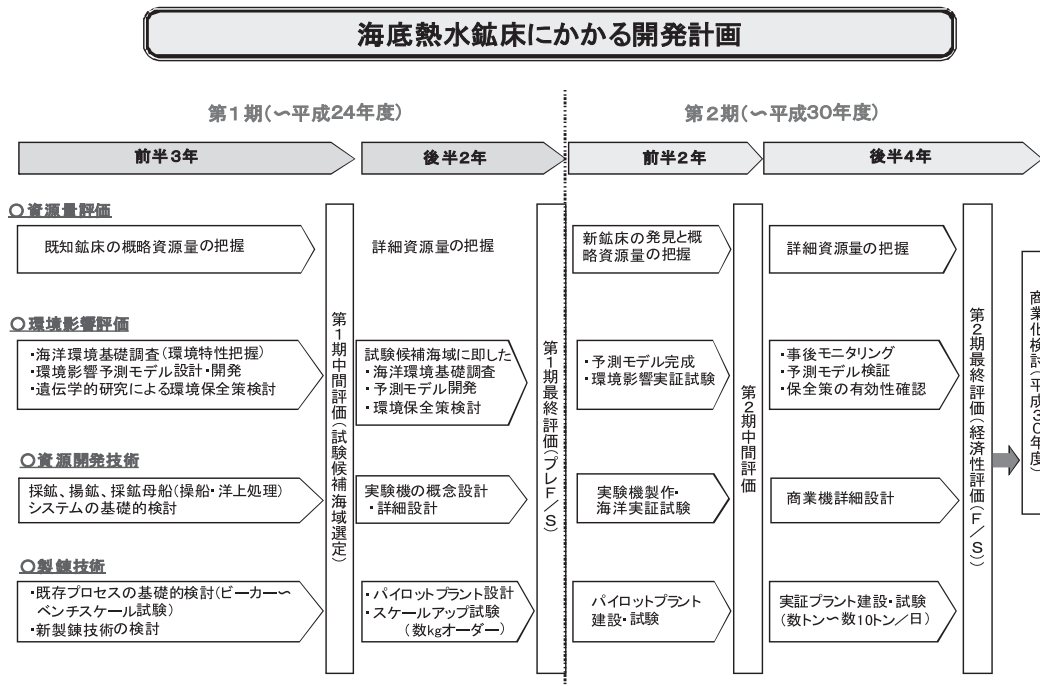 海底熱水鉱床にかかる開発計画
第1期(～平成24年度)
第2期(～平成30年度)
前半3年
後半2年
前半2年
後半4年
○資源量評価
既知鉱床の概略資源量の把握
詳細資源量の把握
新鉱床の発見と概
略資源量の把握
詳細資源量の把握
○環境影響評価
・海洋環境基礎調査(環境特性把握)
・環境影響予測モデル設計・開発
・遺伝学的研究による環境保全策検討
試験候補海域に即した
・海洋環境基礎調査
・予測モデル開発
・環境保全策検討
・予測モデル完成
・環境影響実証試験
・事後モニタリング
・予測モデル検証
・保全策の有効性確認
○資源開発技術
採鉱、揚鉱、採鉱母船(操船・洋上処理)
システムの基礎的検討
実験機の概念設計
・詳細設計
実験機製作・
海洋実証試験
商業機詳細設計
○製錬技術
・既存プロセスの基礎的検討(ビーカー～
ベンチスケール試験)
・新製錬技術の検討
・パイロットプラント設計
・スケールアップ試験
(数kgオーダー)
パイロットプラント
建設・試験
実証プラント建設・試験
(数トン～数10トン/日)
第1期中間評価(試験候補海域選定)
第1期最終評価(プレF/S)
第2期中間評価
第2期最終評価(経済性評価(F/S))
商業化検討(平成30年度)